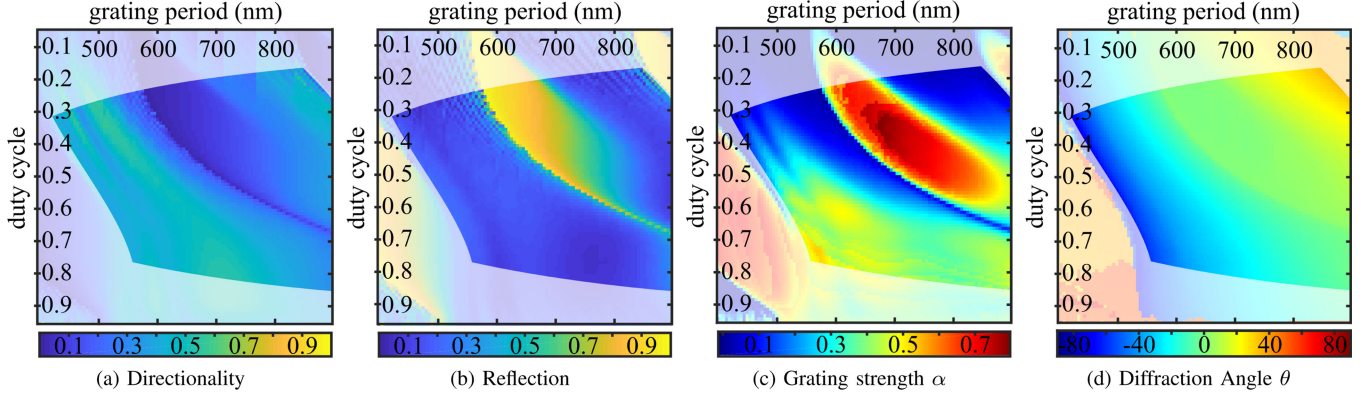 grating period (nm)
500 600 700 800
duty cycle
0.1
0.2
0.3
0.4
0.5
0.6
0.7
0.8
0.9
0.1 0.3 0.5 0.7 0.9
(a) Directionality
grating period (nm)
500 600 700 800
duty cycle
0.1
0.2
0.3
0.4
0.5
0.6
0.7
0.8
0.9
0.1 0.3 0.5 0.7 0.9
(b) Reflection
grating period (nm)
500 600 700 800
duty cycle
0.1
0.2
0.3
0.4
0.5
0.6
0.7
0.8
0.9
0.1 0.3 0.5 0.7
(c) Grating strength α
grating period (nm)
500 600 700 800
duty cycle
0.1
0.2
0.3
0.4
0.5
0.6
0.7
0.8
0.9
-80 -40 0 40 80
(d) Diffraction Angle θ